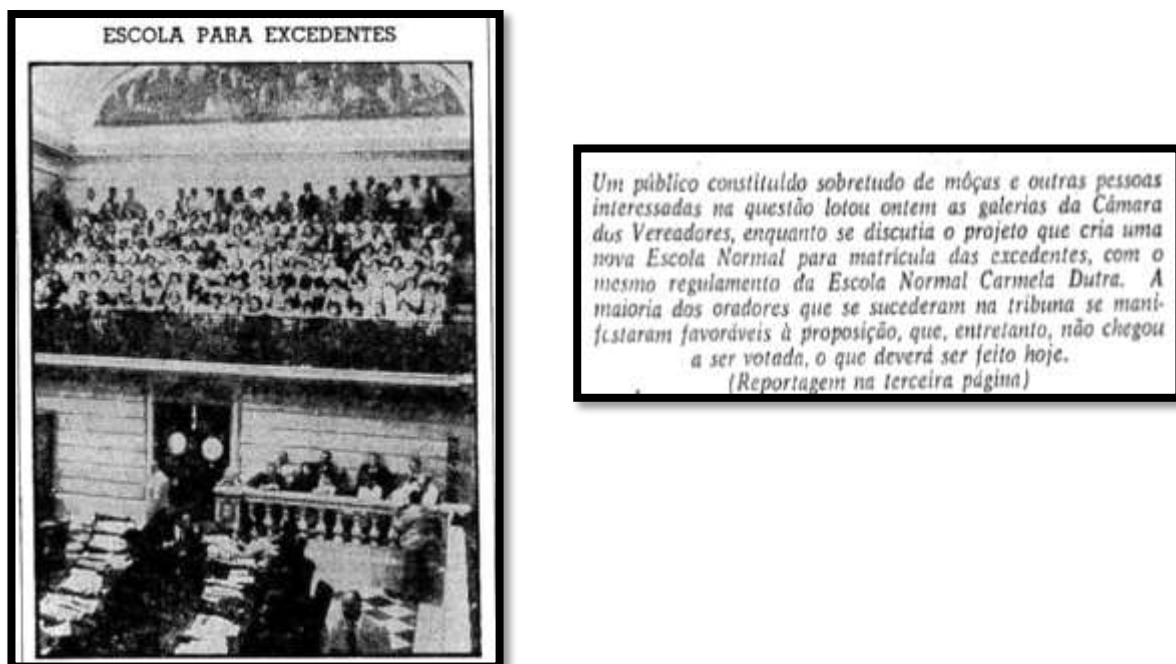 ESCOLA PARA EXCEDENTES
Um público constituído sobretudo de môças e outras pessoas
interessadas na questão lotou ontem as galerias da Câmara
dos Vereadores, enquanto se discutia o projeto que cria uma
nova Escola Normal para matrícula das excedentes, com o
mesmo regulamento da Escola Normal Carmela Dutra. A
maioria dos oradores que se sucederam na tribuna se mani-
festaram favoráveis à proposição, que, entretanto, não chegou
a ser votada, o que deverá ser feito hoje.
(Reportagem na terceira página)